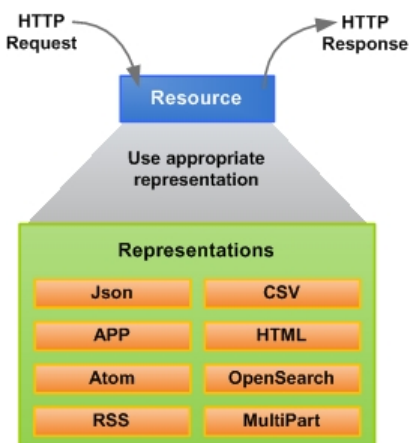 HTTP
Request
HTTP
Response
Resource
Use appropriate
representation
Representations
Json
CSV
APP
HTML
Atom
OpenSearch
RSS
MultiPart